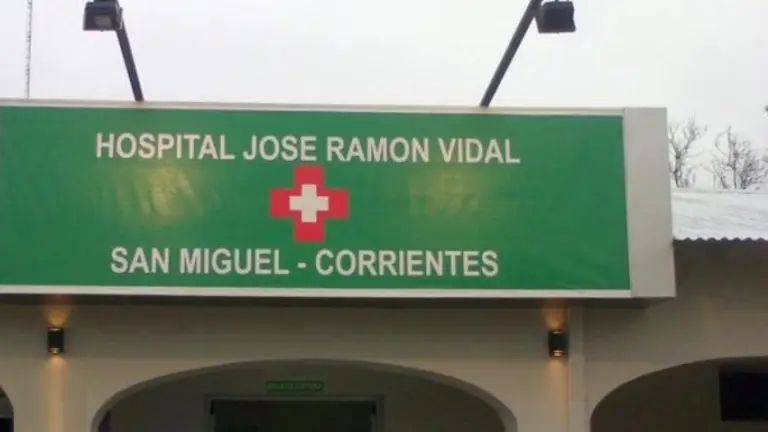 HOSPITAL JOSE RAMON VIDAL
SAN MIGUEL - CORRIENTES